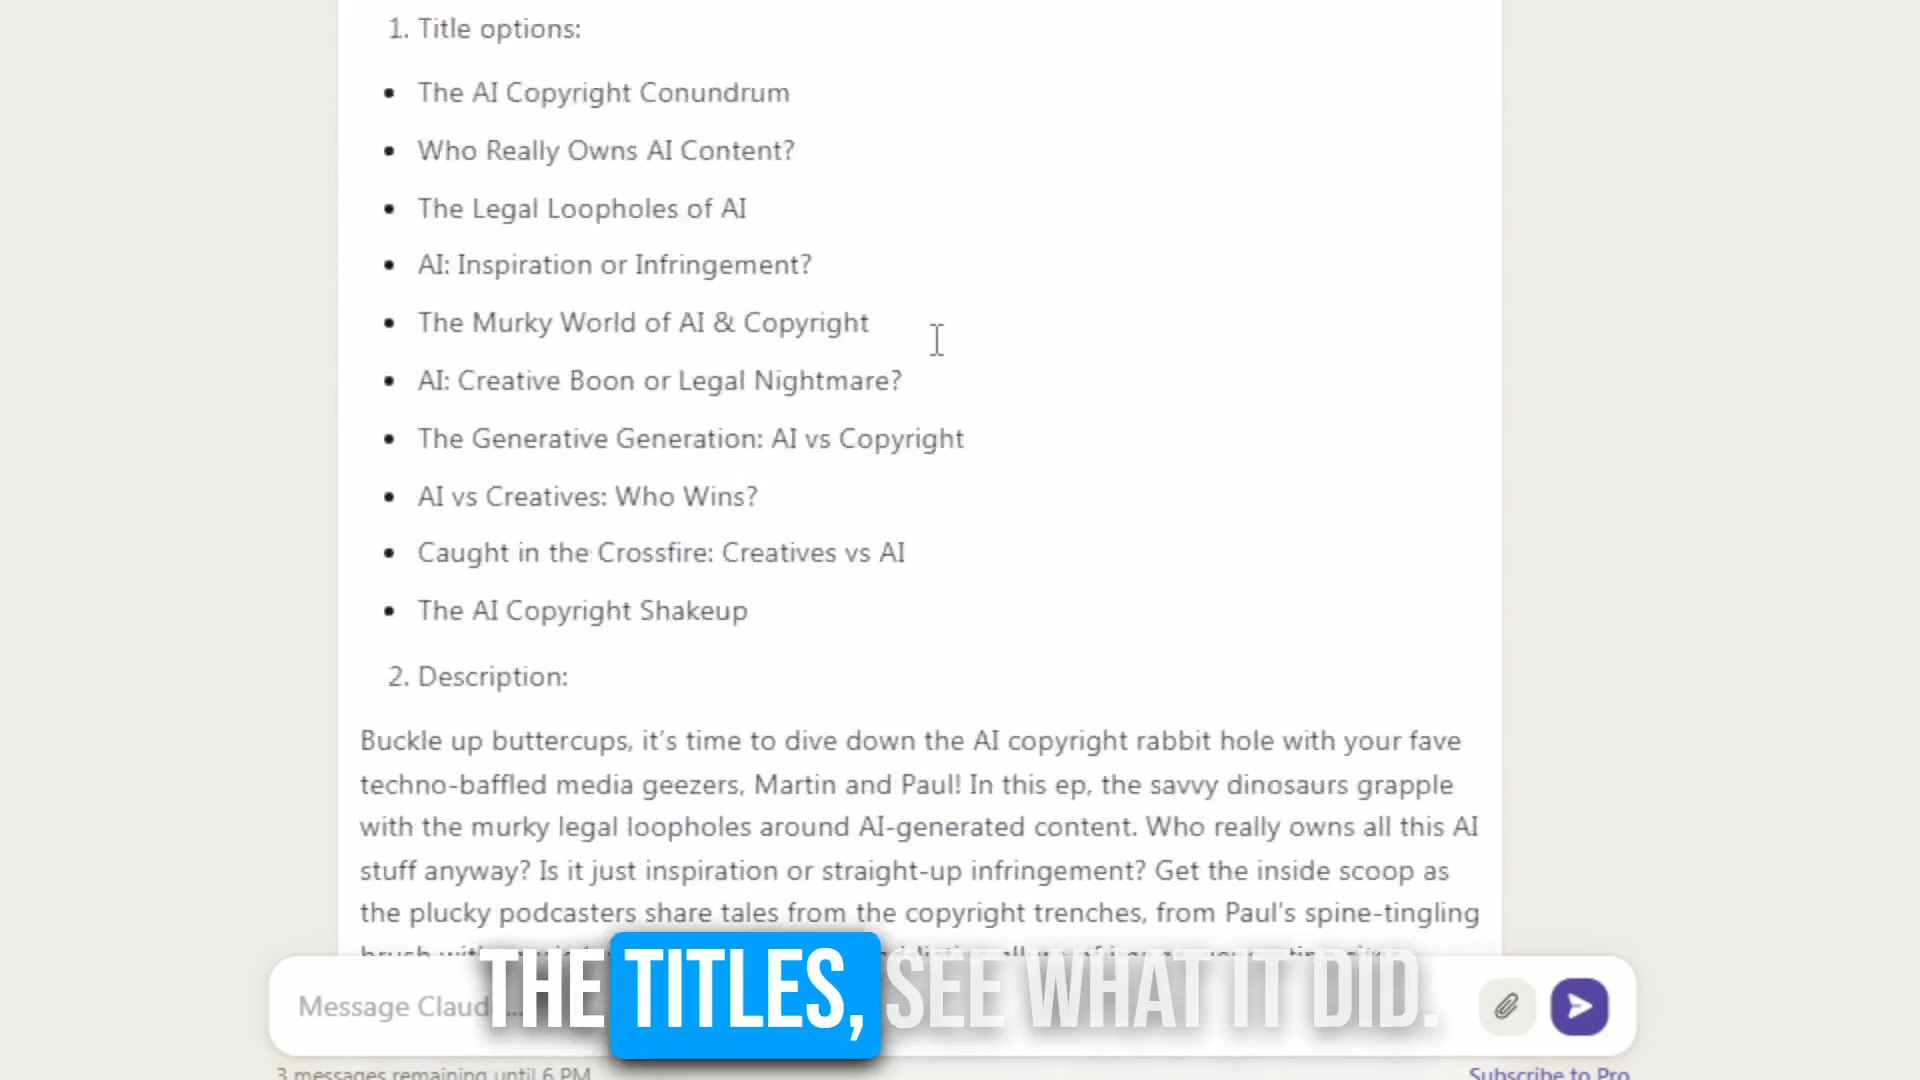 1. Title options:
• The AI Copyright Conundrum
• Who Really Owns AI Content?
• The Legal Loopholes of AI
• AI: Inspiration or Infringement?
• The Murky World of AI & Copyright
• AI: Creative Boon or Legal Nightmare?
• The Generative Generation: AI vs Copyright
• AI vs Creatives: Who Wins?
• Caught in the Crossfire: Creatives vs AI
• The AI Copyright Shakeup
2. Description:
Buckle up buttercups, it's time to dive down the AI copyright rabbit hole with your fave
techno-baffled media geezers, Martin and Paul! In this ep, the savvy dinosaurs grapple
with the murky legal loopholes around AI-generated content. Who really owns all this AI
stuff anyway? Is it just inspiration or straight-up infringement? Get the inside scoop as
the plucky podcasters share tales from the copyright trenches, from Paul's spine-tingling
brush
THE TITLES, SEE WHAT IT DID.
Message
3 messages remaining until 6 PM
Subscribe to Pro